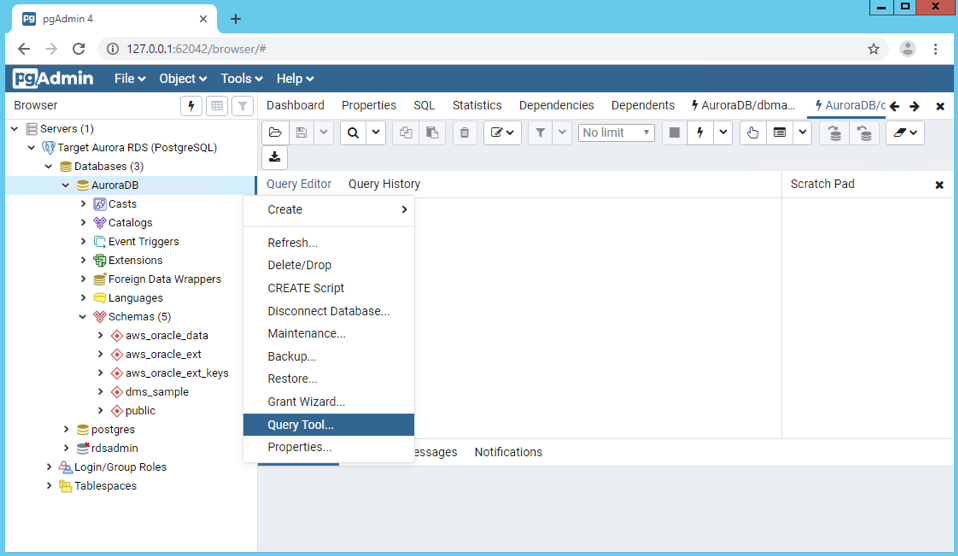 pgAdmin 4
127.0.0.1:62042/browser/#
pgAdmin File Object Tools Help
Browser
Dashboard Properties SQL Statistics Dependencies Dependents AuroraDB/dbma... AuroraDB/c
No limit
Servers (1)
Target Aurora RDS (PostgreSQL)
Databases (3)
AuroraDB
Casts
Catalogs
Event Triggers
Extensions
Foreign Data Wrappers
Languages
Schemas (5)
aws_oracle_data
aws_oracle_ext
aws_oracle_ext_keys
dms_sample
public
postgres
rdsadmin
Login/Group Roles
Tablespaces
Query Editor Query History
Scratch Pad
Create
Refresh...
Delete/Drop
CREATE Script
Disconnect Database...
Maintenance...
Backup...
Restore...
Grant Wizard...
Query Tool...
Properties...
essages Notifications